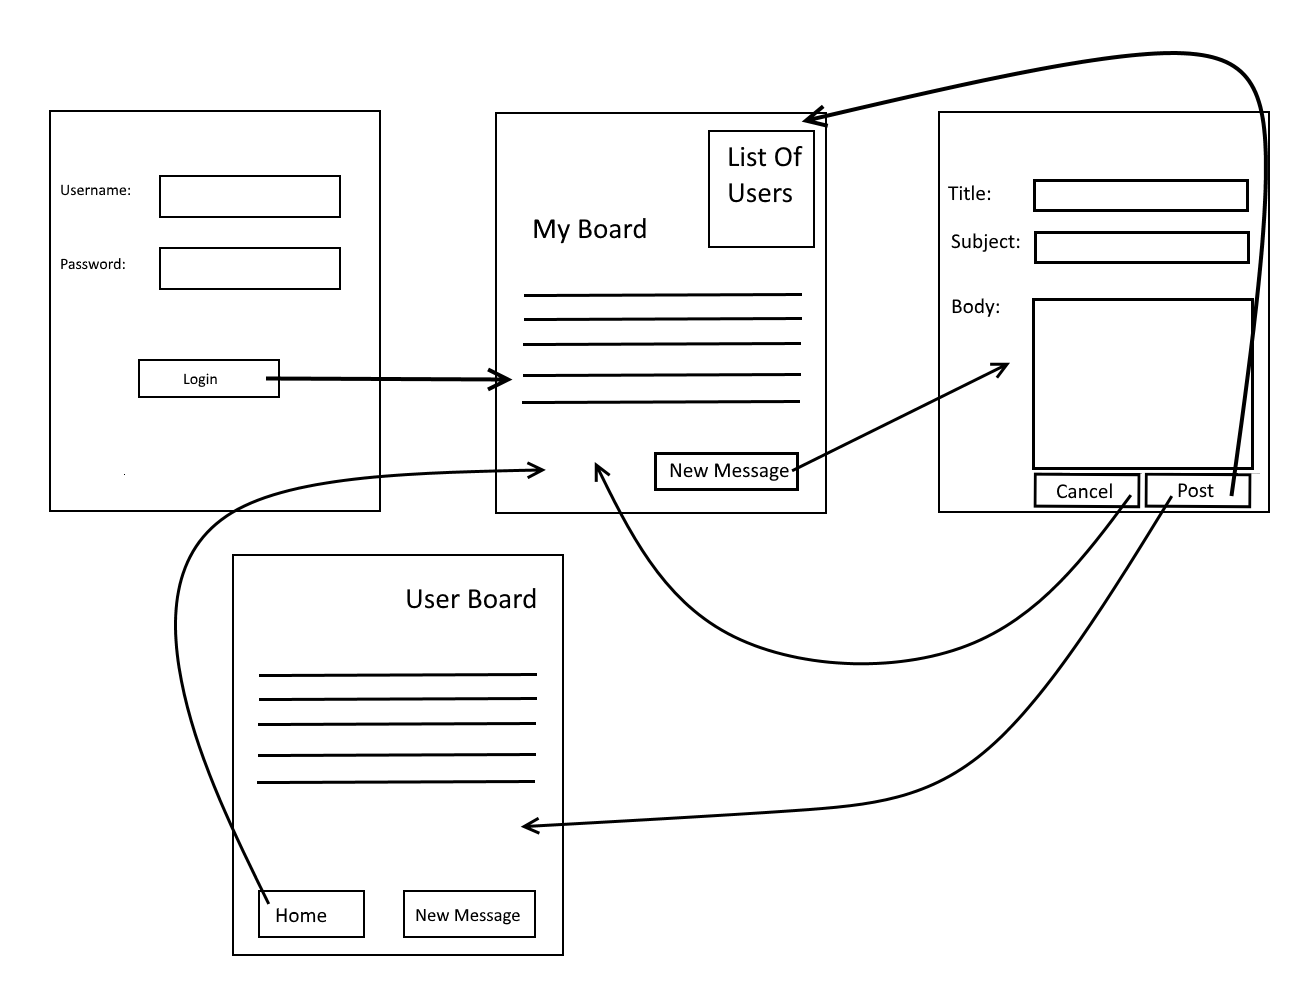 Username:
Password:
Login
List Of
Users
My Board
New Message
Title:
Subject:
Body:
Cancel
Post
User Board
Home
New Message